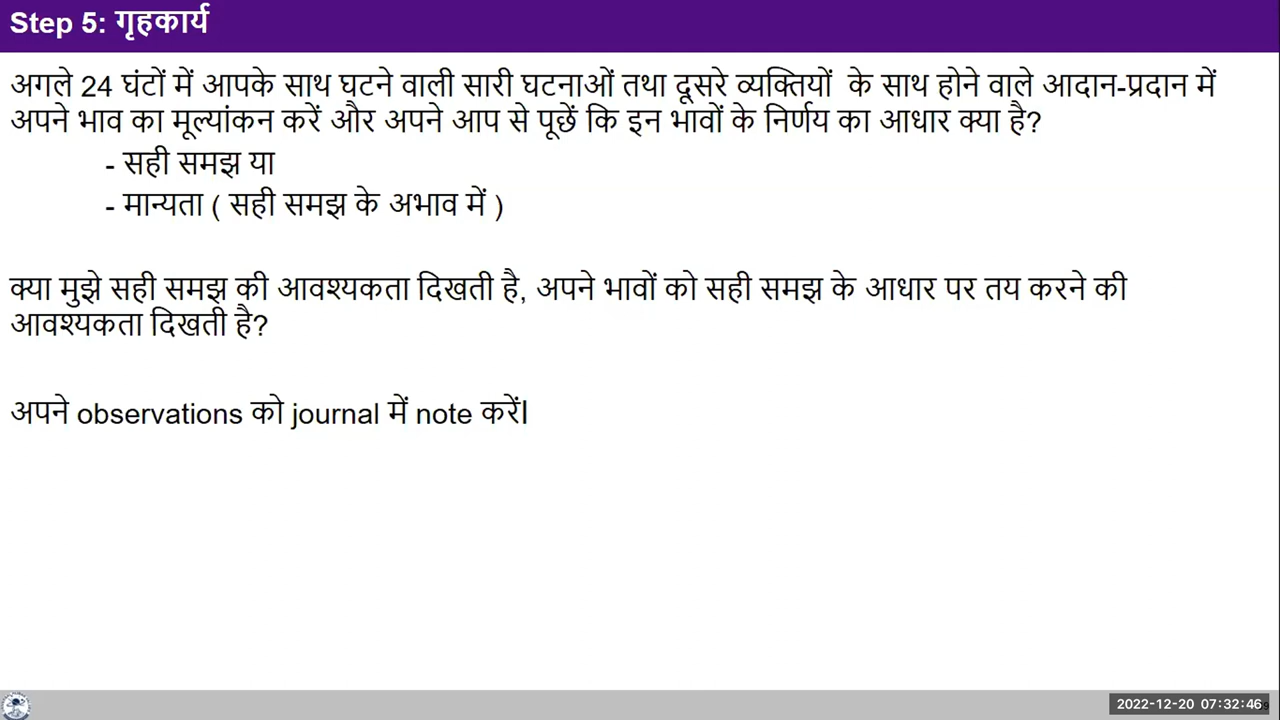 Step 5: गृहकार्य
अगले 24 घंटों में आपके साथ घटने वाली सारी घटनाओं तथा दूसरे व्यक्तियों के साथ होने वाले आदान-प्रदान में
अपने भाव का मूल्यांकन करें और अपने आप से पूछें कि इन भावों के निर्णय का आधार क्या है?
- सही समझ या
- मान्यता ( सही समझ के अभाव में )
क्या मुझे सही समझ की आवश्यकता दिखती है, अपने भावों को सही समझ के आधार पर तय करने की
आवश्यकता दिखती है?
अपने observations को journal में note करें।
2022-12-20 07:32:46